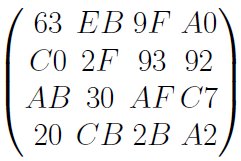 63 EB 9F A0
C0 2F 93 92
AB 30 AF C7
20 CB 2B A2